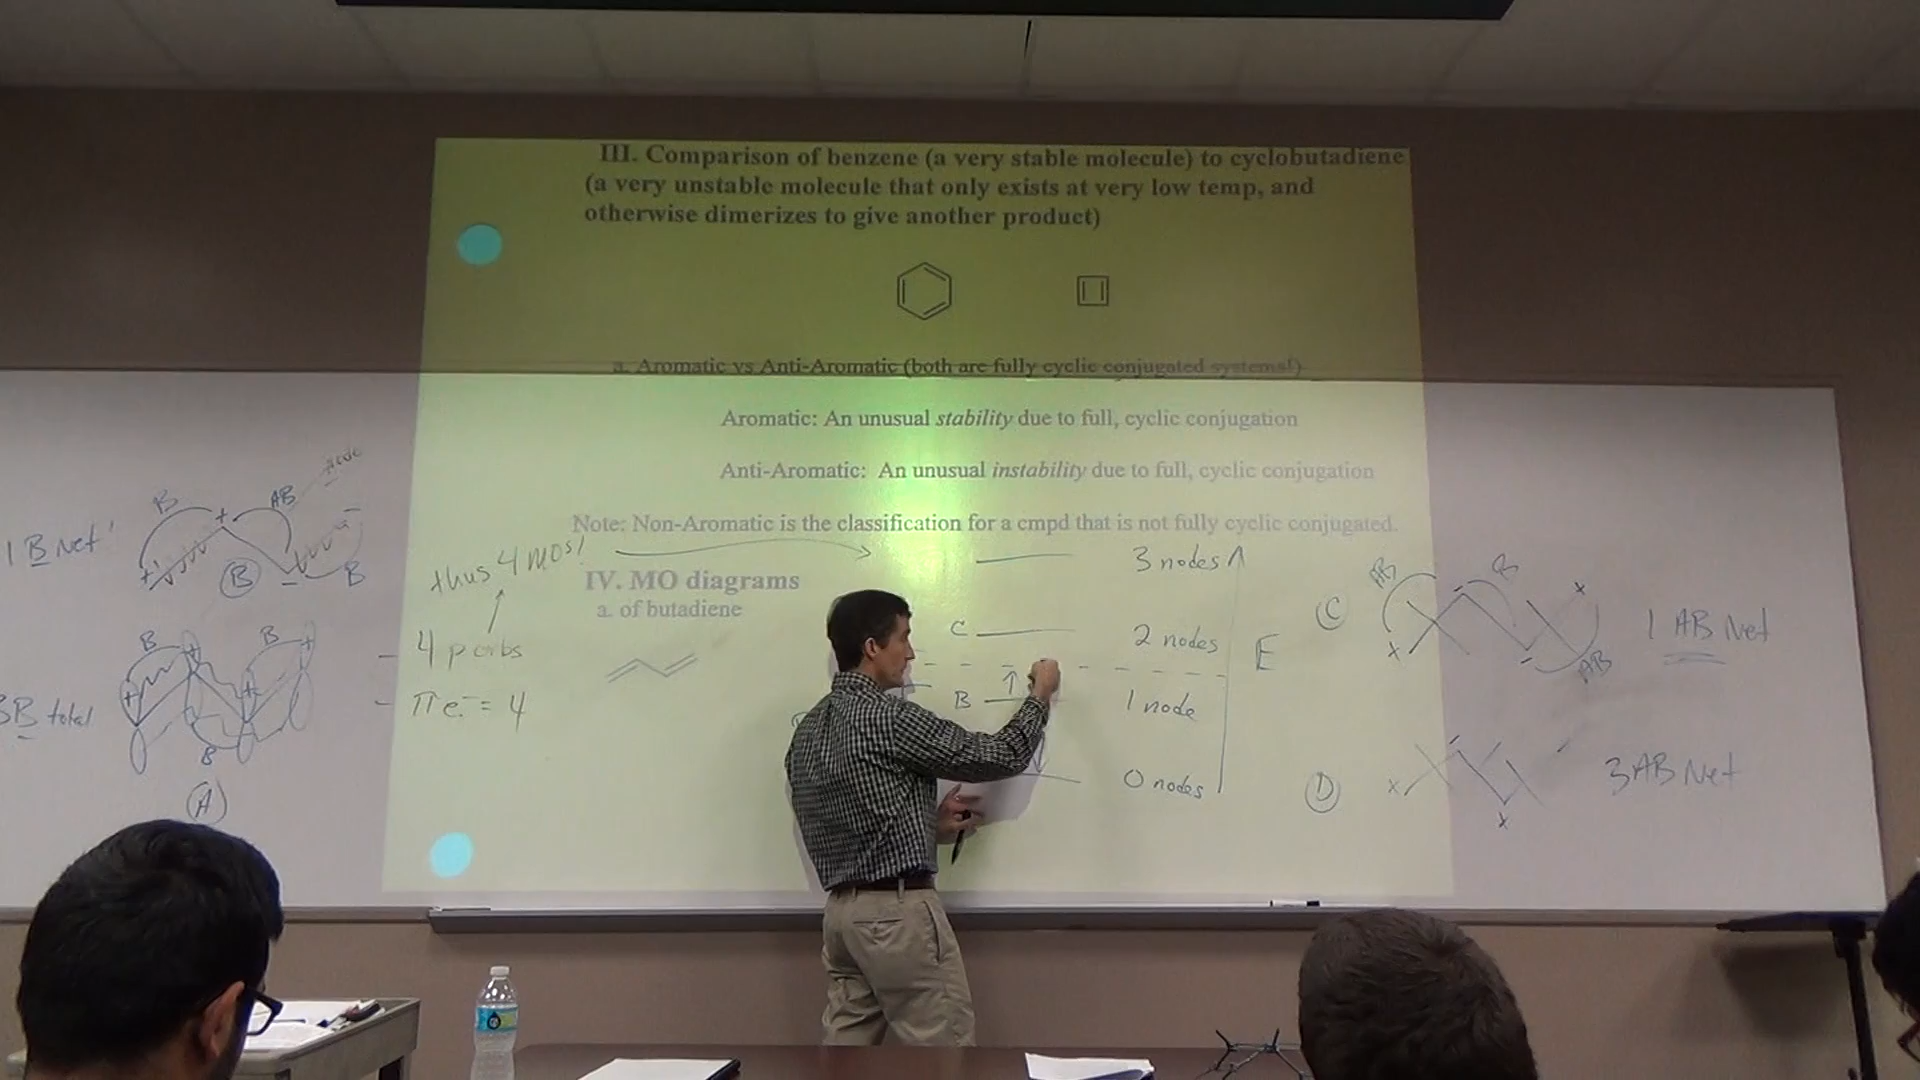 III. Comparison of benzene (a very stable molecule) to cyclobutadiene
(a very unstable molecule that only exists at very low temp, and
otherwise dimerizes to give another product)
a. Aromatic vs Anti-Aromatic (both are fully cyclic conjugated systems!)
Aromatic: An unusual stability due to full, cyclic conjugation
Anti-Aromatic: An unusual instability due to full, cyclic conjugation
Note: Non-Aromatic is the classification for a cmpd that is not fully cyclic conjugated.
IV. MO diagrams
a. of butadiene
node
B
AB
+
-
1 B Net
+
B
-
B
B
B
+
+
+
+
3B total
B
A
thus 4 MOs!
- 4 p orbs
- πe⁻ = 4
3 nodes
C
2 nodes
B
1 node
0 nodes
E
C
AB
B
-
x
x
-
AB
1 AB Net
D
x
-
x
-
3 AB Net